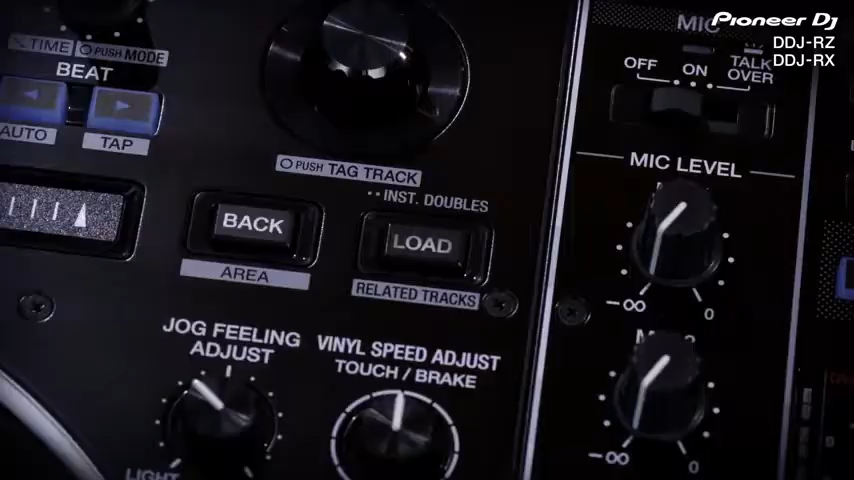 Pioneer Dj
DDJ-RZ
DDJ-RX
TIME PUSH MODE
BEAT
AUTO
TAP
PUSH TAG TRACK
INST. DOUBLES
BACK
LOAD
AREA
RELATED TRACKS
JOG FEELING
ADJUST
VINYL SPEED ADJUST
TOUCH / BRAKE
LIGHT
MIC
OFF
ON
TALK
OVER
MIC LEVEL
-∞
0
-∞
0